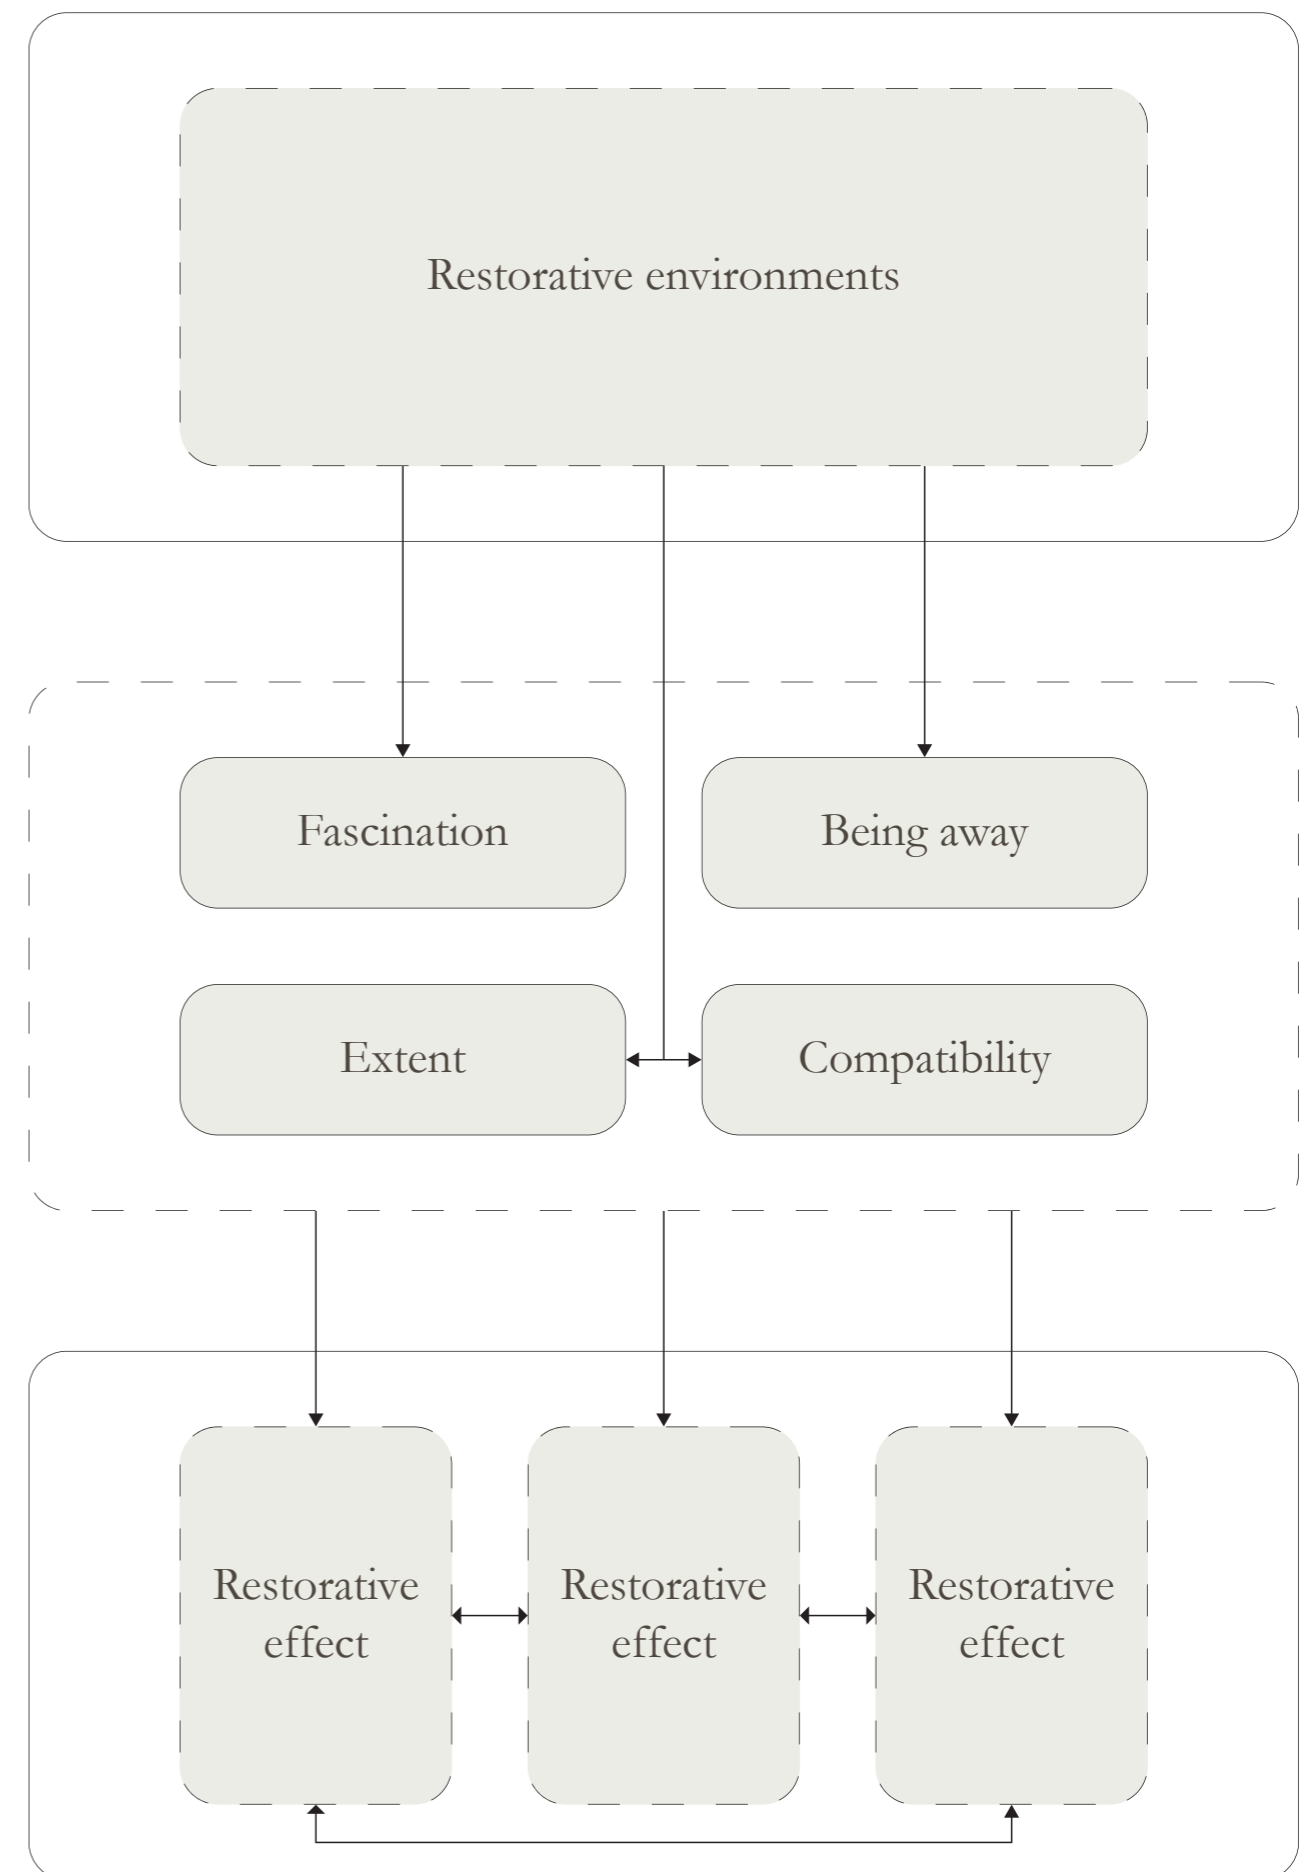 Restorative environments
Fascination
Being away
Extent
Compatibility
Restorative
effect
Restorative
effect
Restorative
effect